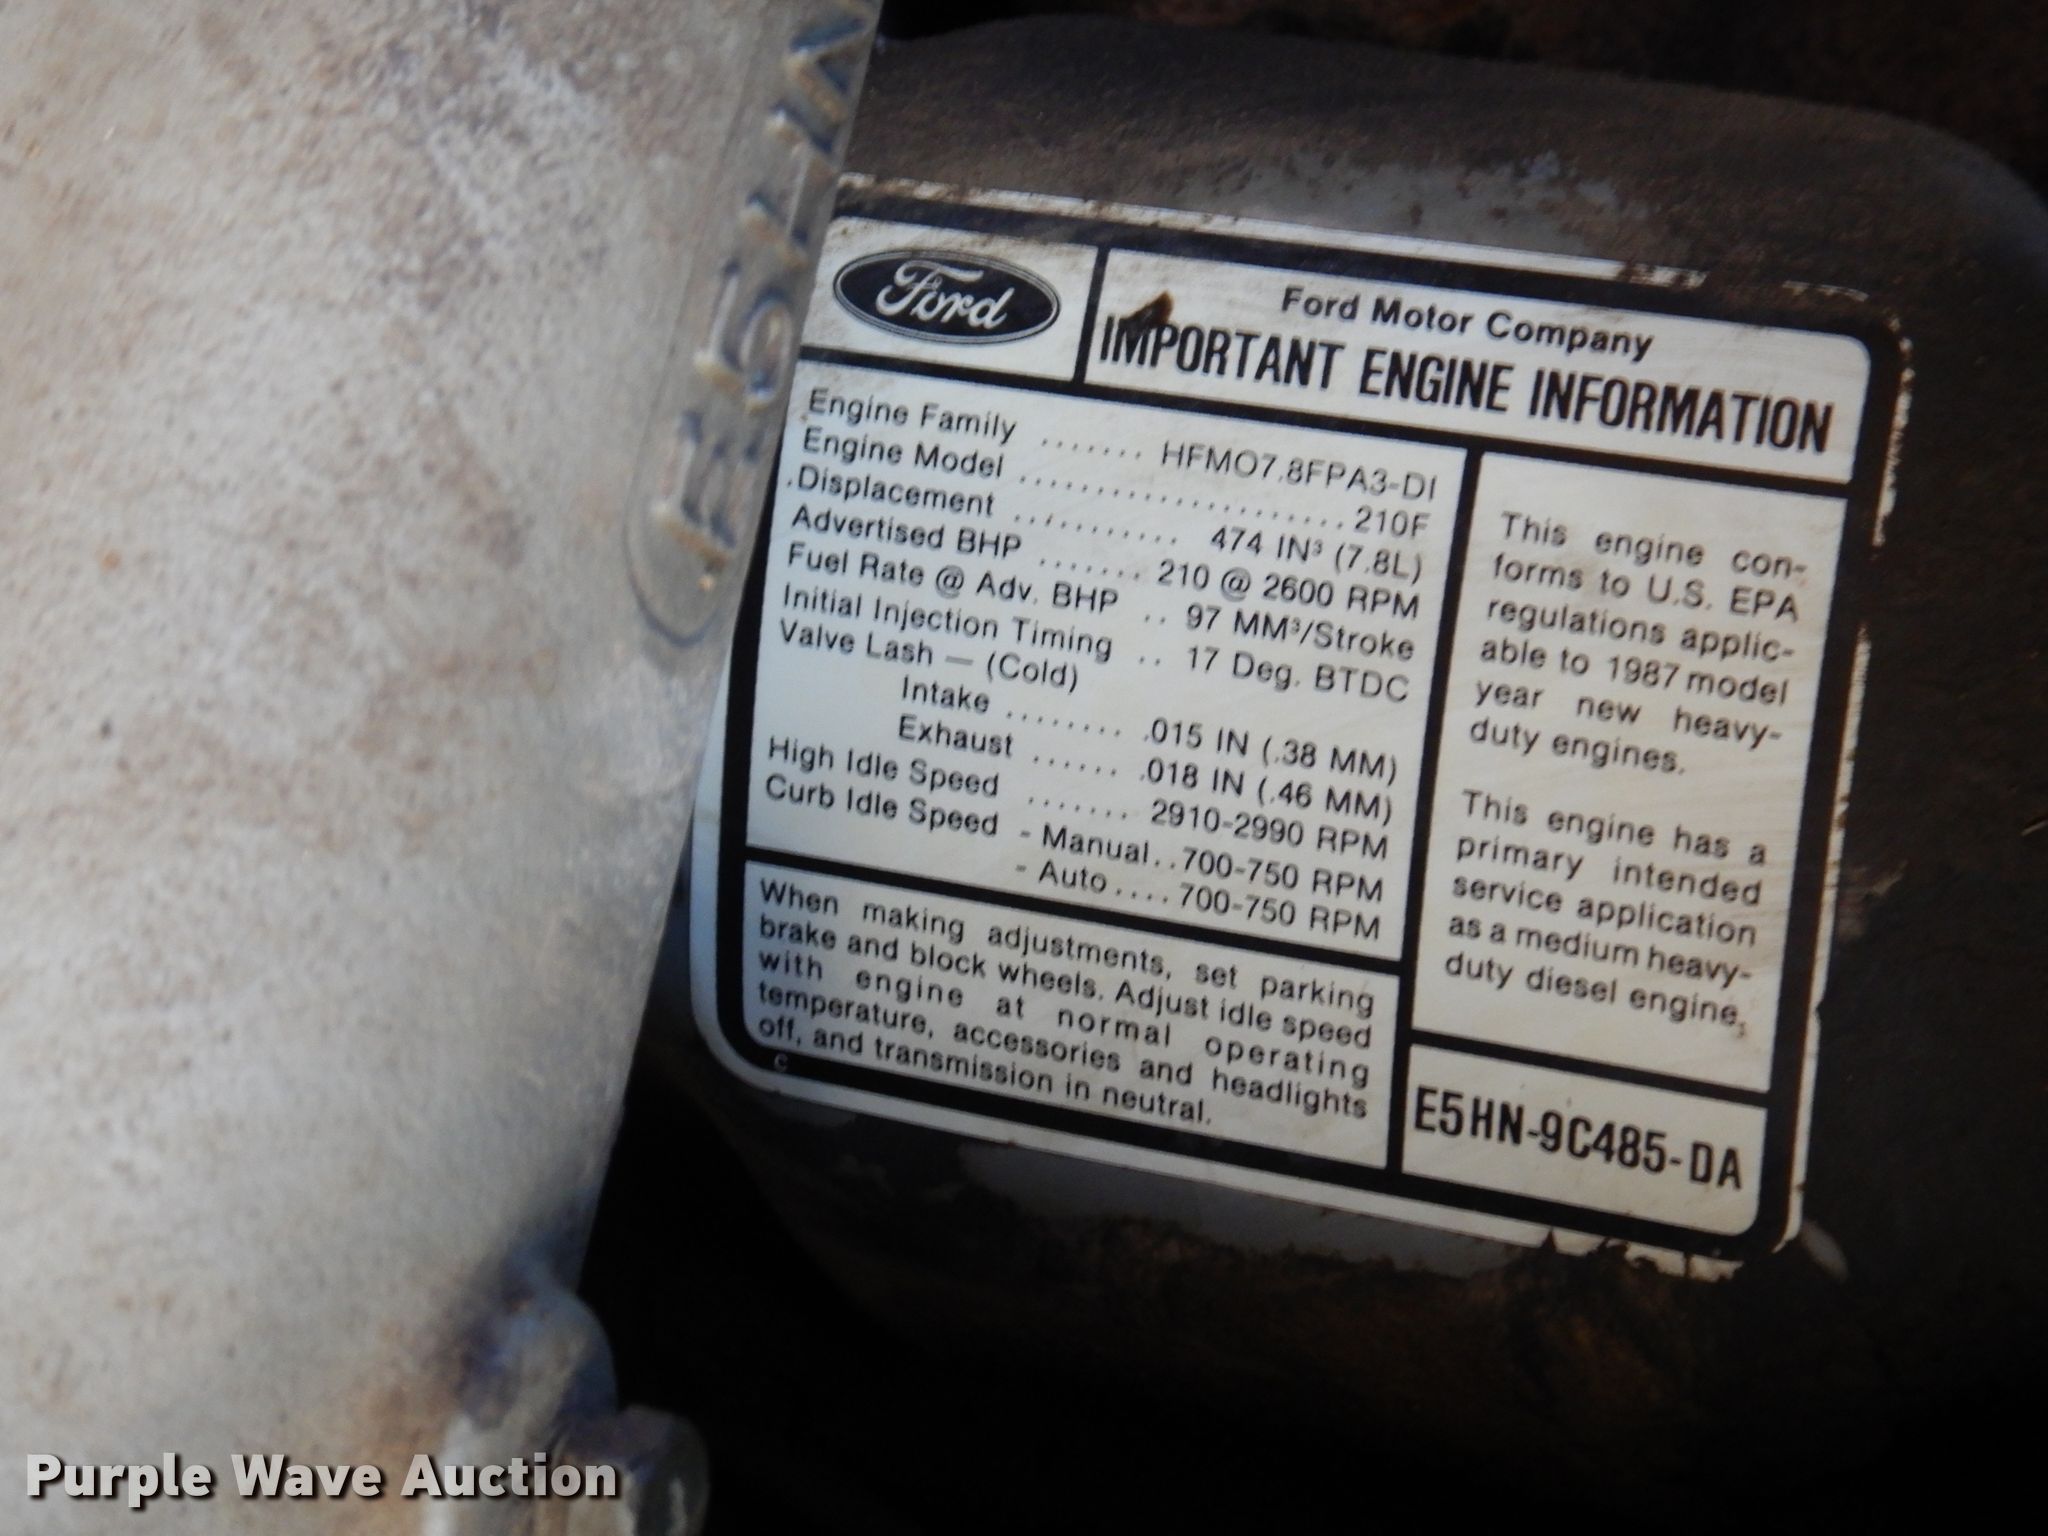 Ford
Ford Motor Company
IMPORTANT ENGINE INFORMATION
Engine Family ....... HFMO7.8FPA3-DI
Engine Model ..................... 210F
Displacement ........... 474 IN³ (7.8L)
Advertised BHP ....... 210 @ 2600 RPM
Fuel Rate @ Adv. BHP .. 97 MM³/Stroke
Initial Injection Timing .. 17 Deg. BTDC
Valve Lash — (Cold)
Intake ........ .015 IN (.38 MM)
Exhaust ...... .018 IN (.46 MM)
High Idle Speed ....... 2910-2990 RPM
Curb Idle Speed - Manual..700-750 RPM
- Auto....700-750 RPM
When making adjustments, set parking
brake and block wheels. Adjust idle speed
with engine at normal operating
temperature, accessories and headlights
off, and transmission in neutral.
C
This engine con-
forms to U.S. EPA
regulations applic-
able to 1987 model
year new heavy-
duty engines.
This engine has a
primary intended
service application
as a medium heavy-
duty diesel engine.
E5HN-9C485-DA
Purple Wave Auction